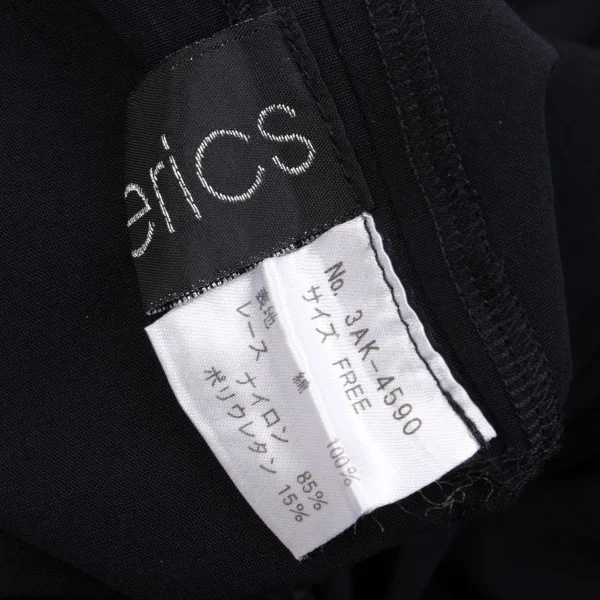 erics
No. 3AK-4590
サイズ FREE
表地 綿 100%
レース ナイロン 85%
ポリウレタン 15%